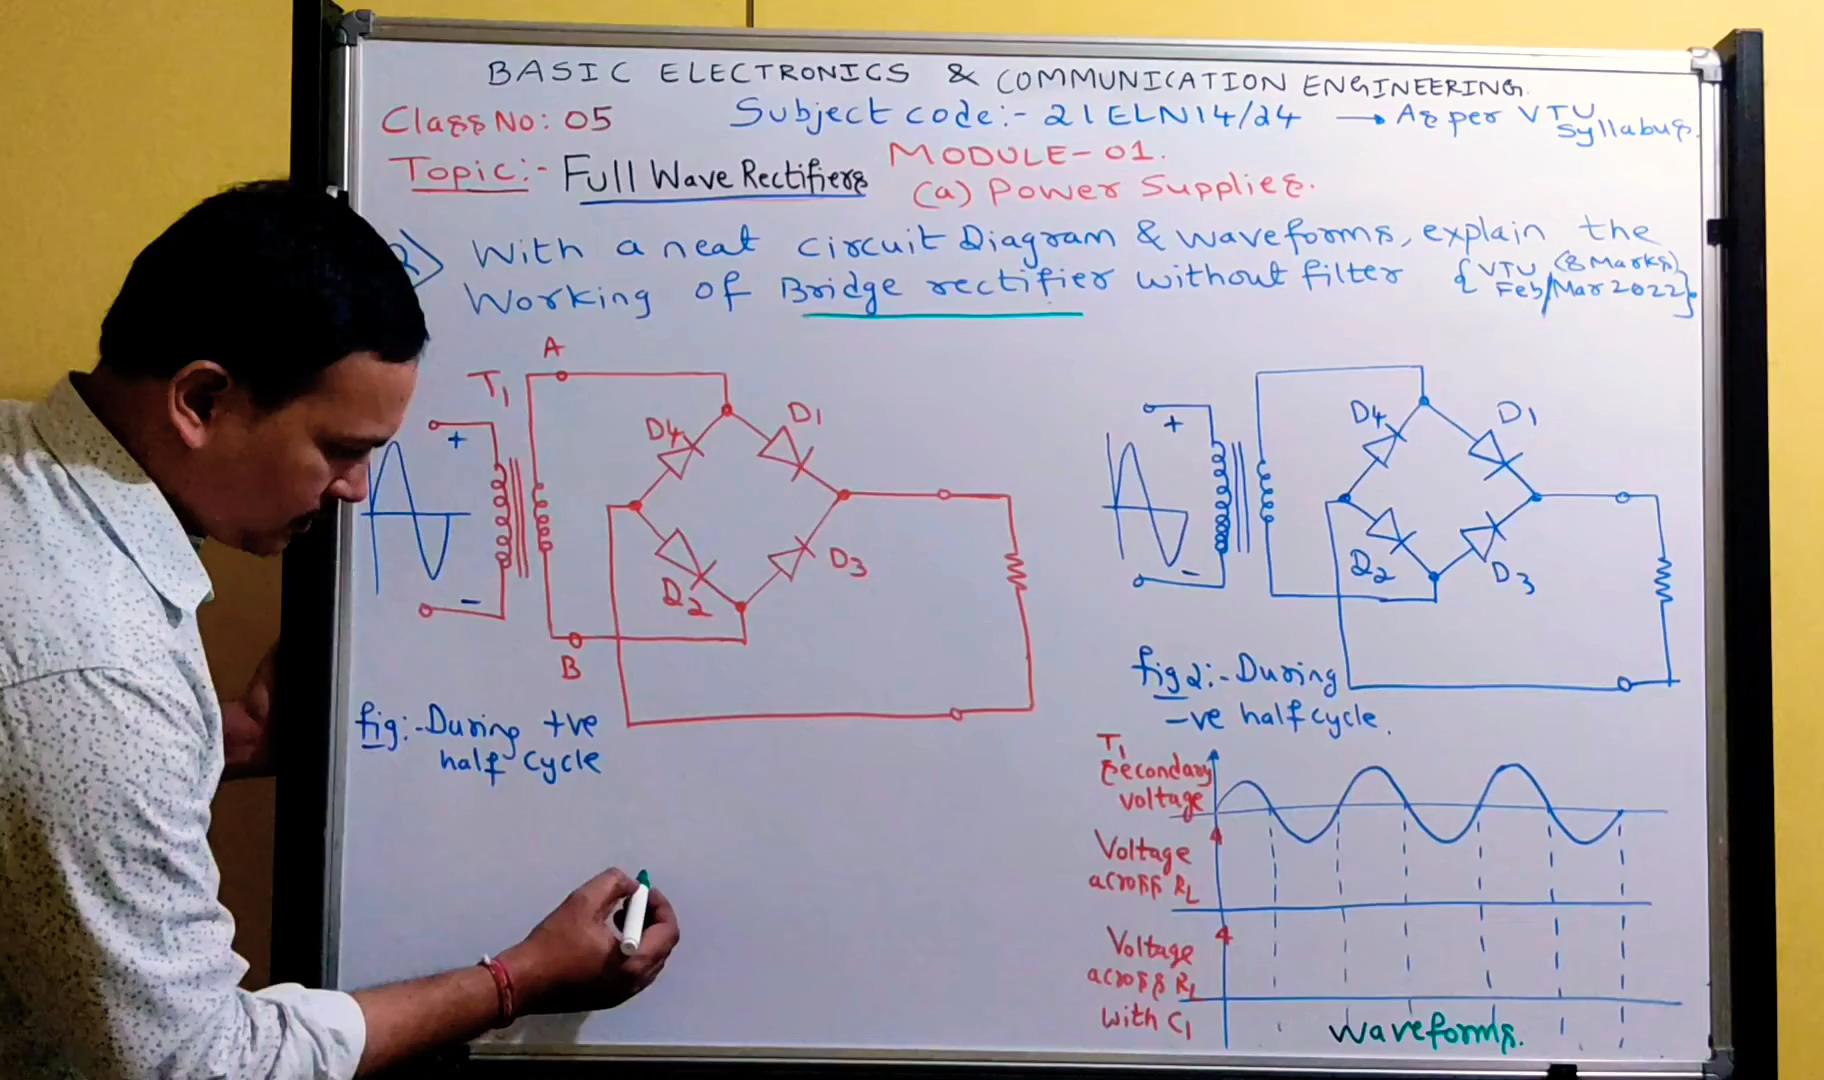 BASIC ELECTRONICS & COMMUNICATION ENGINEERING.
Class No: 05 Subject code:- 21ELN14/24 → As per VTU Syllabus.
Topic:- Full Wave Rectifiers MODULE-01.
(a) Power Supplies.
With a neat circuit Diagram & waveforms, explain the
Working of Bridge rectifier without filter { VTU (8 Marks) Feb/Mar 2022 }
A
T1
D4
D1
+
-
D2
D3
B
fig:- During +ve
half cycle
D4
D1
+
-
D2
D3
fig 2:- During
-ve half cycle.
T1
Secondary
voltage
Voltage
across RL
Voltage
across RL
with C1
Waveforms.